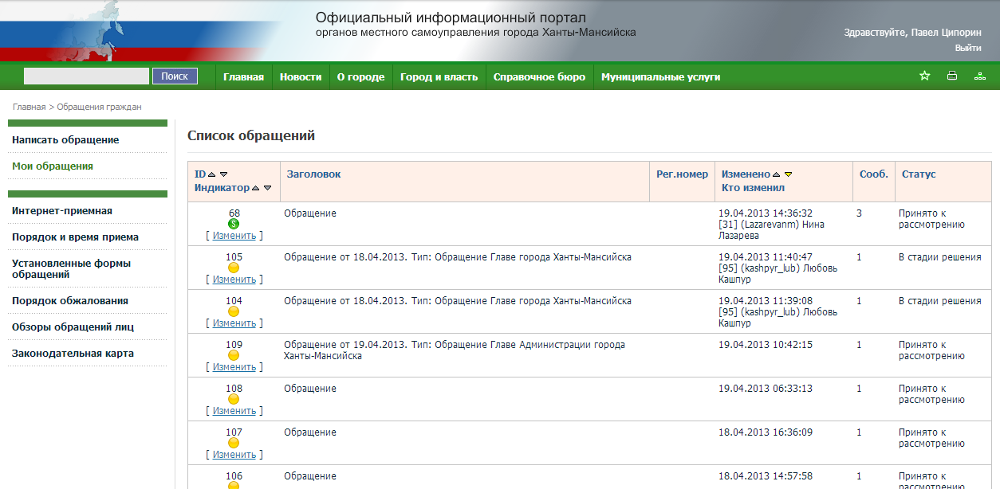 Официальный информационный портал
органов местного самоуправления города Ханты-Мансийска
Здравствуйте, Павел Ципорин
Выйти
Поиск
Главная
Новости
О городе
Город и власть
Справочное бюро
Муниципальные услуги
Главная > Обращения граждан
Написать обращение
Мои обращения
Интернет-приемная
Порядок и время приема
Установленные формы
обращений
Порядок обжалования
Обзоры обращений лиц
Законодательная карта
Список обращений
ID
Индикатор
Заголовок
Рег.номер
Изменено
Кто изменил
Сооб.
Статус
68
S
[ Изменить ]
Обращение
19.04.2013 14:36:32
[31] (Lazarevanm) Нина
Лазарева
3
Принято к
рассмотрению
105
[ Изменить ]
Обращение от 18.04.2013. Тип: Обращение Главе города Ханты-Мансийска
19.04.2013 11:40:47
[95] (kashpyr_lub) Любовь
Кашпур
1
В стадии решения
104
[ Изменить ]
Обращение от 18.04.2013. Тип: Обращение Главе города Ханты-Мансийска
19.04.2013 11:39:08
[95] (kashpyr_lub) Любовь
Кашпур
1
В стадии решения
109
[ Изменить ]
Обращение от 19.04.2013. Тип: Обращение Главе Администрации города
Ханты-Мансийска
19.04.2013 10:42:15
1
Принято к
рассмотрению
108
[ Изменить ]
Обращение
19.04.2013 06:33:13
1
Принято к
рассмотрению
107
[ Изменить ]
Обращение
18.04.2013 16:36:09
1
Принято к
рассмотрению
106
Обращение
18.04.2013 14:57:58
1
Принято к
рассмотрению